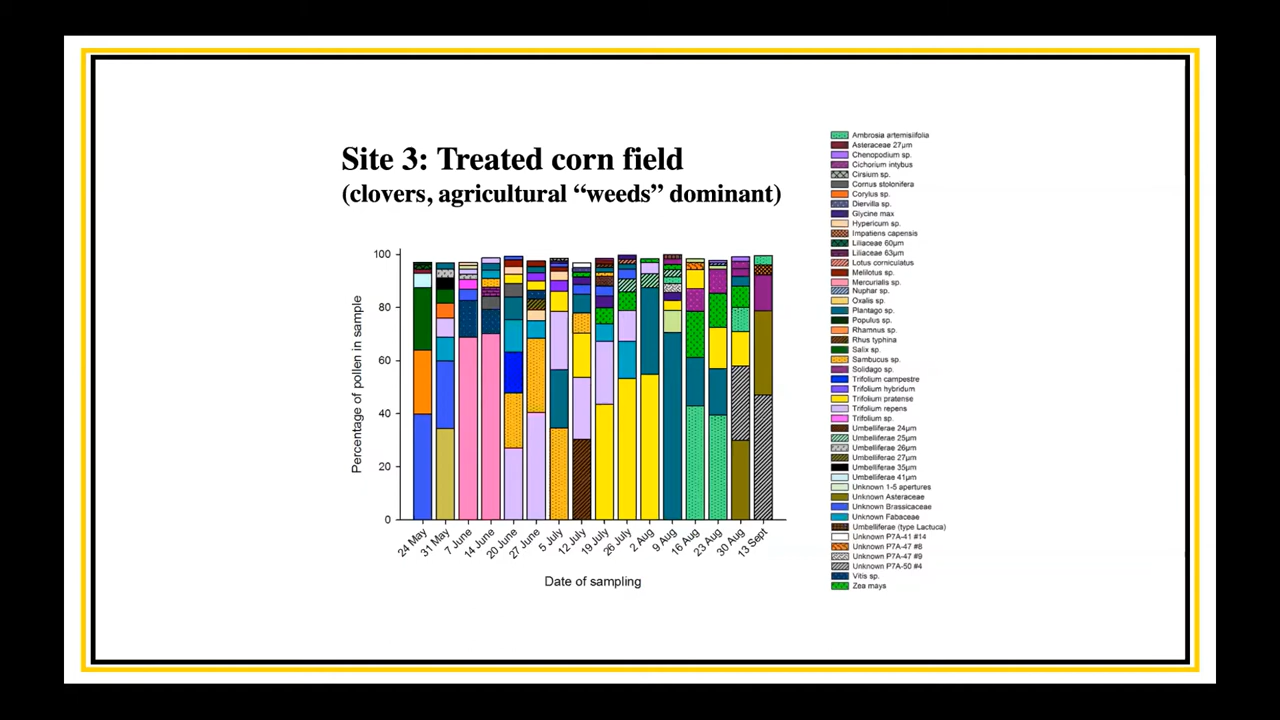 Site 3: Treated corn field
(clovers, agricultural “weeds” dominant)
Percentage of pollen in sample
100
80
60
40
20
0
24 May
31 May
7 June
14 June
20 June
27 June
5 July
12 July
19 July
26 July
2 Aug
9 Aug
16 Aug
23 Aug
30 Aug
13 Sept
Date of sampling
Ambrosia artemisiifolia
Asteraceae 27µm
Chenopodium sp.
Cichorium intybus
Cirsium sp.
Cornus stolonifera
Corylus sp.
Diervilla sp.
Glycine max
Hypericum sp.
Impatiens capensis
Liliaceae 60µm
Liliaceae 63µm
Lotus corniculatus
Melilotus sp.
Mercurialis sp.
Nuphar sp.
Oxalis sp.
Plantago sp.
Populus sp.
Rhamnus sp.
Rhus typhina
Salix sp.
Sambucus sp.
Solidago sp.
Trifolium campestre
Trifolium hybridum
Trifolium pratense
Trifolium repens
Trifolium sp.
Umbelliferae 24µm
Umbelliferae 25µm
Umbelliferae 26µm
Umbelliferae 27µm
Umbelliferae 35µm
Umbelliferae 41µm
Unknown 1-5 apertures
Unknown Asteraceae
Unknown Brassicaceae
Unknown Fabaceae
Umbelliferae (type Lactuca)
Unknown P7A-41 #14
Unknown P7A-47 #8
Unknown P7A-47 #9
Unknown P7A-50 #4
Vitis sp.
Zea mays